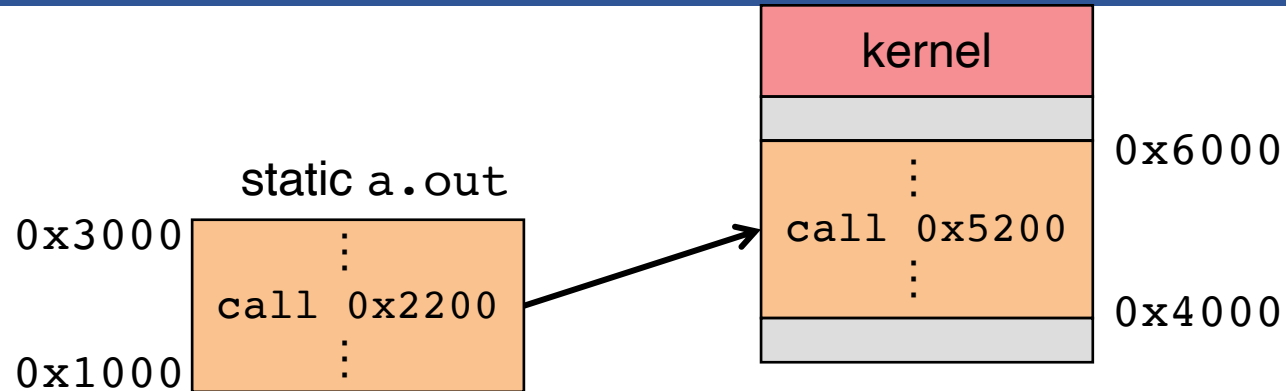 kernel
0x6000
static a.out
0x3000
⋮
call 0x2200
⋮
0x1000
⋮
call 0x5200
⋮
0x4000